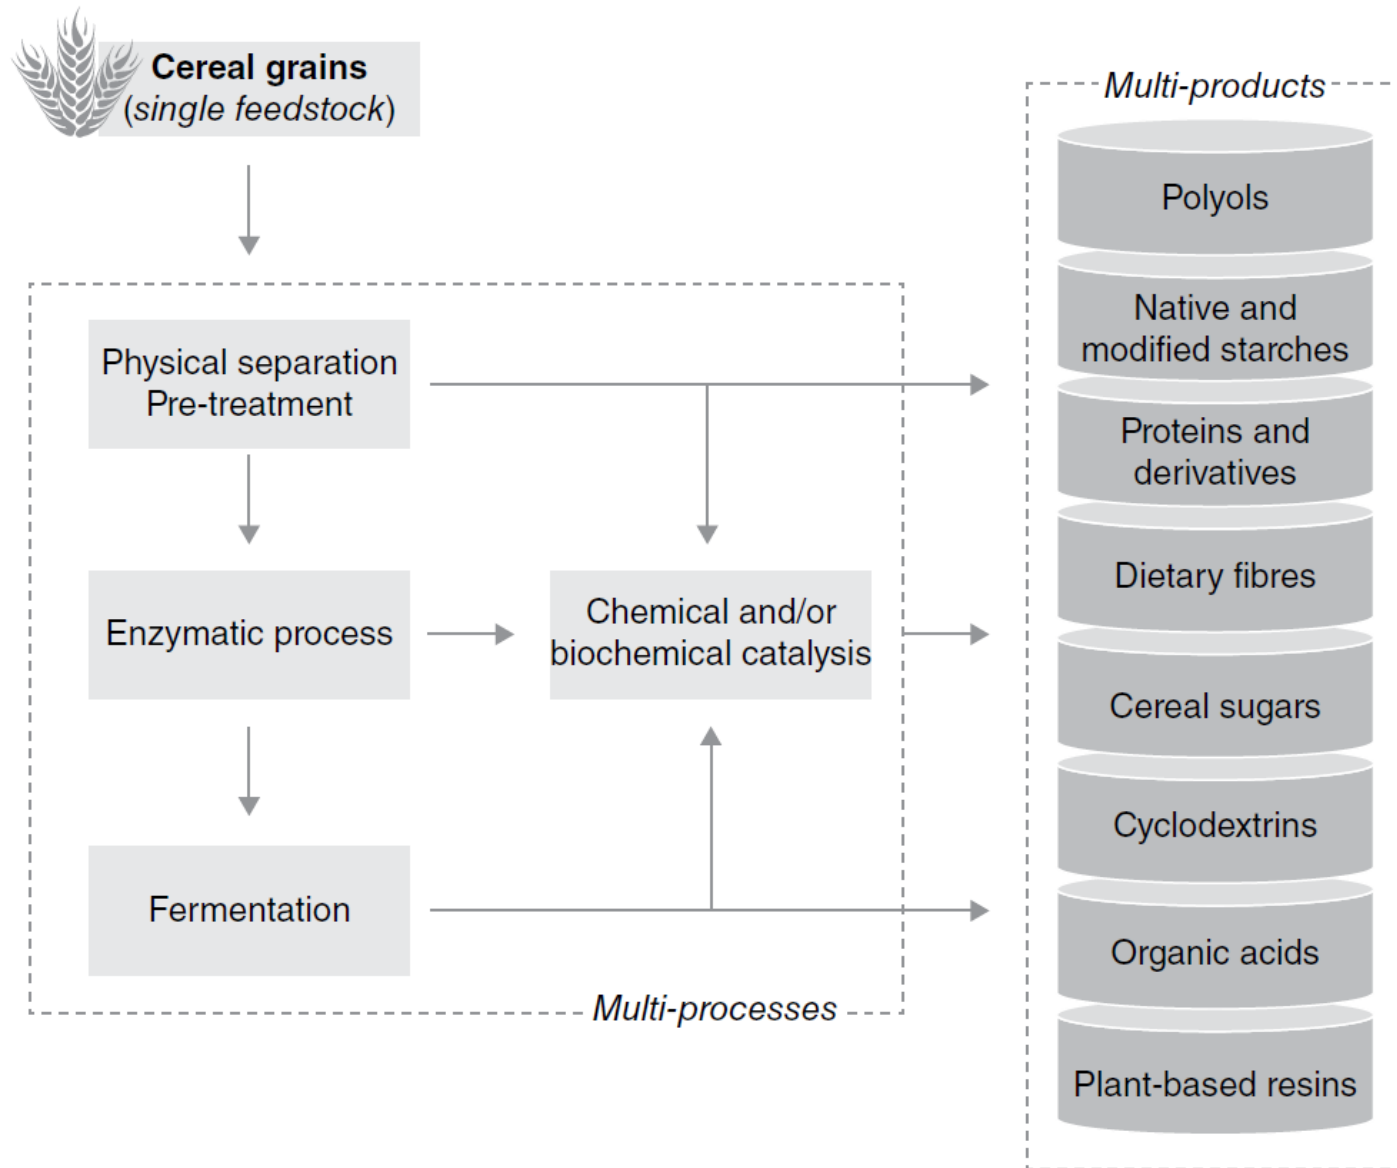 Cereal grains
(single feedstock)
Physical separation
Pre-treatment
Enzymatic process
Chemical and/or
biochemical catalysis
Fermentation
Multi-processes
Multi-products
Polyols
Native and
modified starches
Proteins and
derivatives
Dietary fibres
Cereal sugars
Cyclodextrins
Organic acids
Plant-based resins